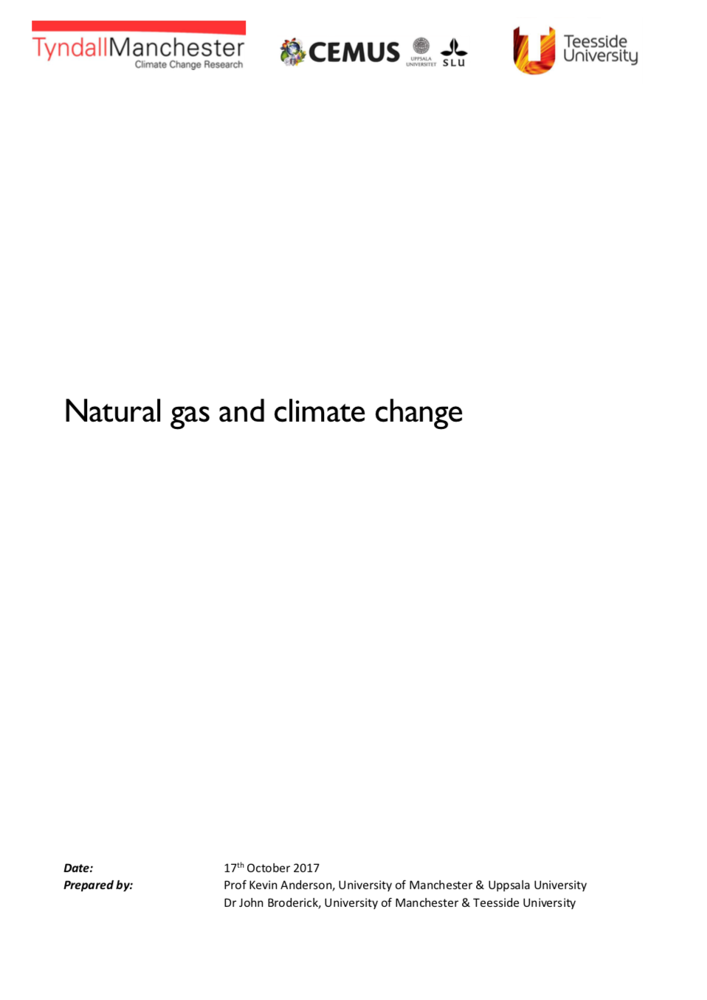 TyndallManchester
Climate Change Research
CEMUS
UPPSALA
UNIVERSITET
SLU
Teesside
University
Natural gas and climate change
Date: 17th October 2017
Prepared by: Prof Kevin Anderson, University of Manchester & Uppsala University
Dr John Broderick, University of Manchester & Teesside University